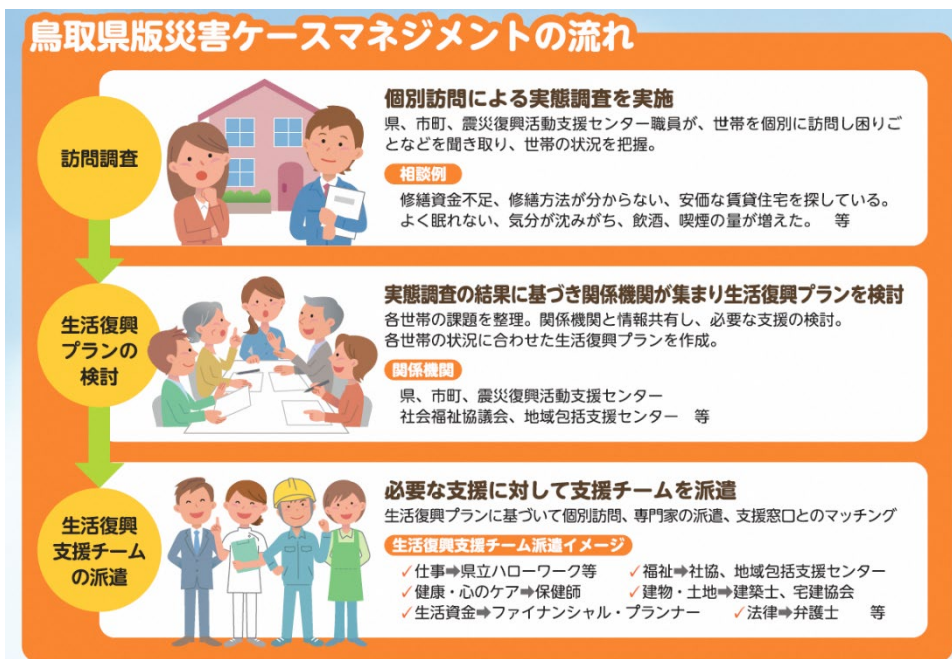 鳥取県版災害ケースマネジメントの流れ
訪問調査
個別訪問による実態調査を実施
県、市町、震災復興活動支援センター職員が、世帯を個別に訪問し困りご
となどを聞き取り、世帯の状況を把握。
相談例
修繕資金不足、修繕方法が分からない、安価な賃貸住宅を探している。
よく眠れない、気分が沈みがち、飲酒、喫煙の量が増えた。 等
生活復興
プランの
検討
実態調査の結果に基づき関係機関が集まり生活復興プランを検討
各世帯の課題を整理。関係機関と情報共有し、必要な支援の検討。
各世帯の状況に合わせた生活復興プランを作成。
関係機関
県、市町、震災復興活動支援センター
社会福祉協議会、地域包括支援センター 等
生活復興
支援チーム
の派遣
必要な支援に対して支援チームを派遣
生活復興プランに基づいて個別訪問、専門家の派遣、支援窓口とのマッチング
生活復興支援チーム派遣イメージ
✓仕事➡県立ハローワーク等 ✓福祉➡社協、地域包括支援センター
✓健康・心のケア➡保健師 ✓建物・土地➡建築士、宅建協会
✓生活資金➡ファイナンシャル・プランナー ✓法律➡弁護士 等